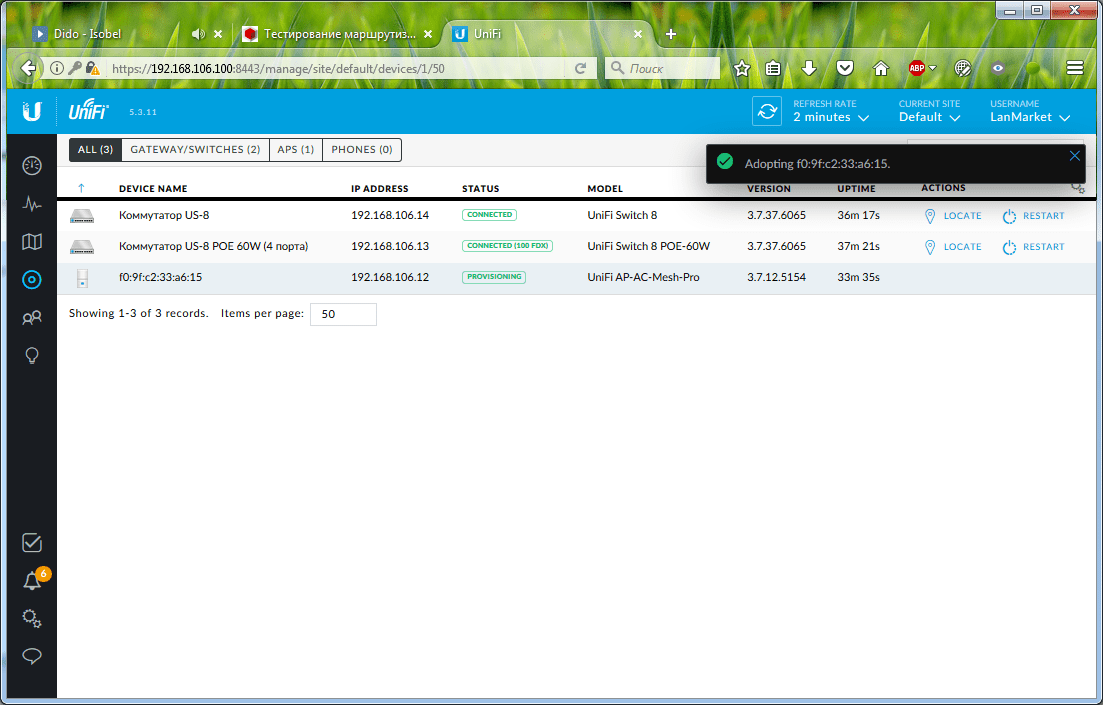 Dido - Isobel
Тестирование маршрутиз...
UniFi
https://192.168.106.100:8443/manage/site/default/devices/1/50
Поиск
ABP
U
UniFi
5.3.11
REFRESH RATE
2 minutes
CURRENT SITE
Default
USERNAME
LanMarket
ALL (3)
GATEWAY/SWITCHES (2)
APS (1)
PHONES (0)
Adopting f0:9f:c2:33:a6:15.
DEVICE NAME IP ADDRESS STATUS MODEL VERSION UPTIME ACTIONS
Коммутатор US-8 192.168.106.14 CONNECTED UniFi Switch 8 3.7.37.6065 36m 17s LOCATE RESTART
Коммутатор US-8 POE 60W (4 порта) 192.168.106.13 CONNECTED (100 FDX) UniFi Switch 8 POE-60W 3.7.37.6065 37m 21s LOCATE RESTART
f0:9f:c2:33:a6:15 192.168.106.12 PROVISIONING UniFi AP-AC-Mesh-Pro 3.7.12.5154 33m 35s
Showing 1-3 of 3 records. Items per page: 50
6